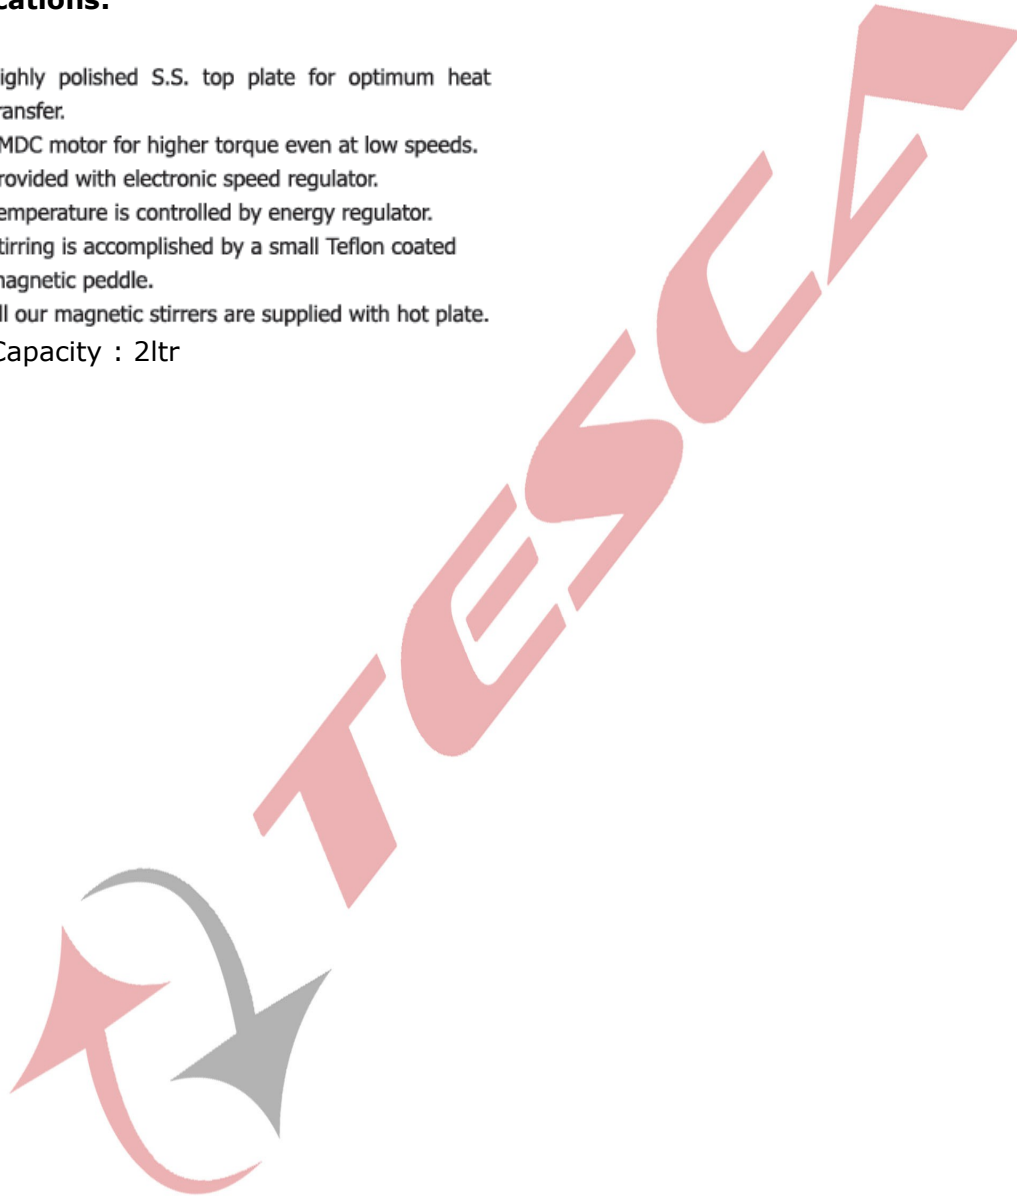 cations:
ighly polished S.S. top plate for optimum heat
ransfer.
MDC motor for higher torque even at low speeds.
rovided with electronic speed regulator.
emperature is controlled by energy regulator.
tirring is accomplished by a small Teflon coated
nagnetic peddle.
ll our magnetic stirrers are supplied with hot plate.
Capacity : 2ltr
TESCA